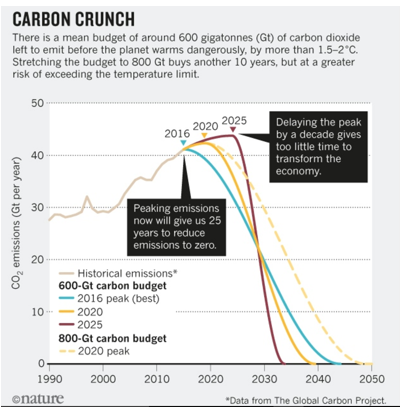 CARBON CRUNCH
There is a mean budget of around 600 gigatonnes (Gt) of carbon dioxide
left to emit before the planet warms dangerously, by more than 1.5–2°C.
Stretching the budget to 800 Gt buys another 10 years, but at a greater
risk of exceeding the temperature limit.
50
40
30
20
10
0
CO2 emissions (Gt per year)
2016
2020
2025
Delaying the peak
by a decade gives
too little time to
transform the
economy.
Peaking emissions
now will give us 25
years to reduce
emissions to zero.
Historical emissions*
600-Gt carbon budget
2016 peak (best)
2020
2025
800-Gt carbon budget
2020 peak
1990
2000
2010
2020
2030
2040
2050
©nature
*Data from The Global Carbon Project.